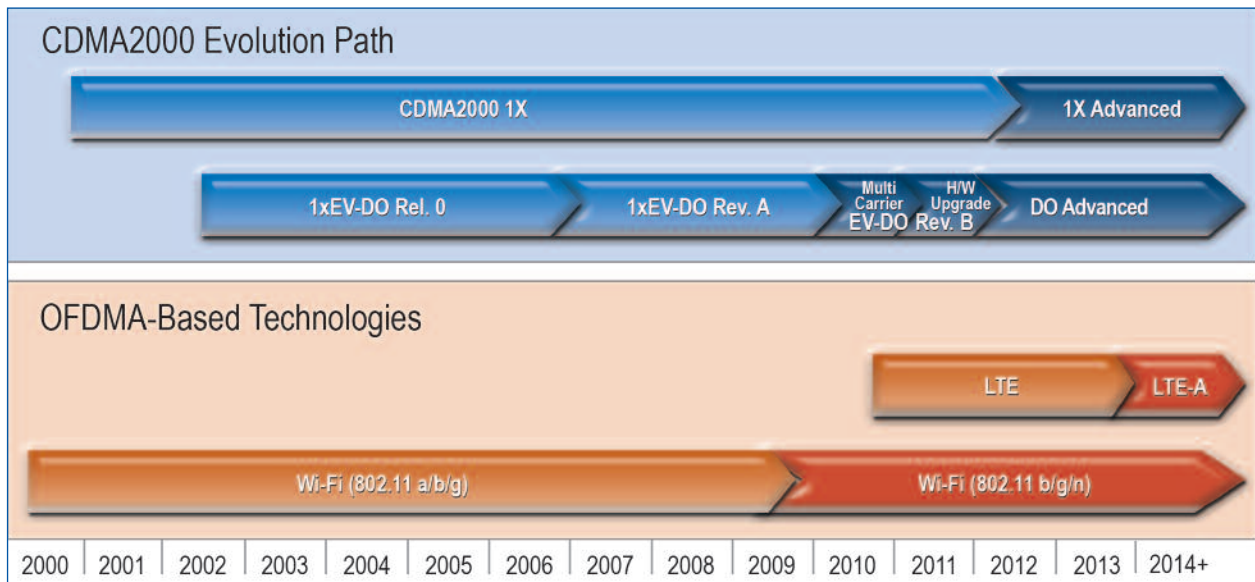 CDMA2000 Evolution Path
CDMA2000 1X
1X Advanced
1xEV-DO Rel. 0
1xEV-DO Rev. A
Multi
Carrier
H/W
Upgrade
EV-DO Rev. B
DO Advanced
OFDMA-Based Technologies
LTE
LTE-A
Wi-Fi (802.11 a/b/g)
Wi-Fi (802.11 b/g/n)
2000 2001 2002 2003 2004 2005 2006 2007 2008 2009 2010 2011 2012 2013 2014+